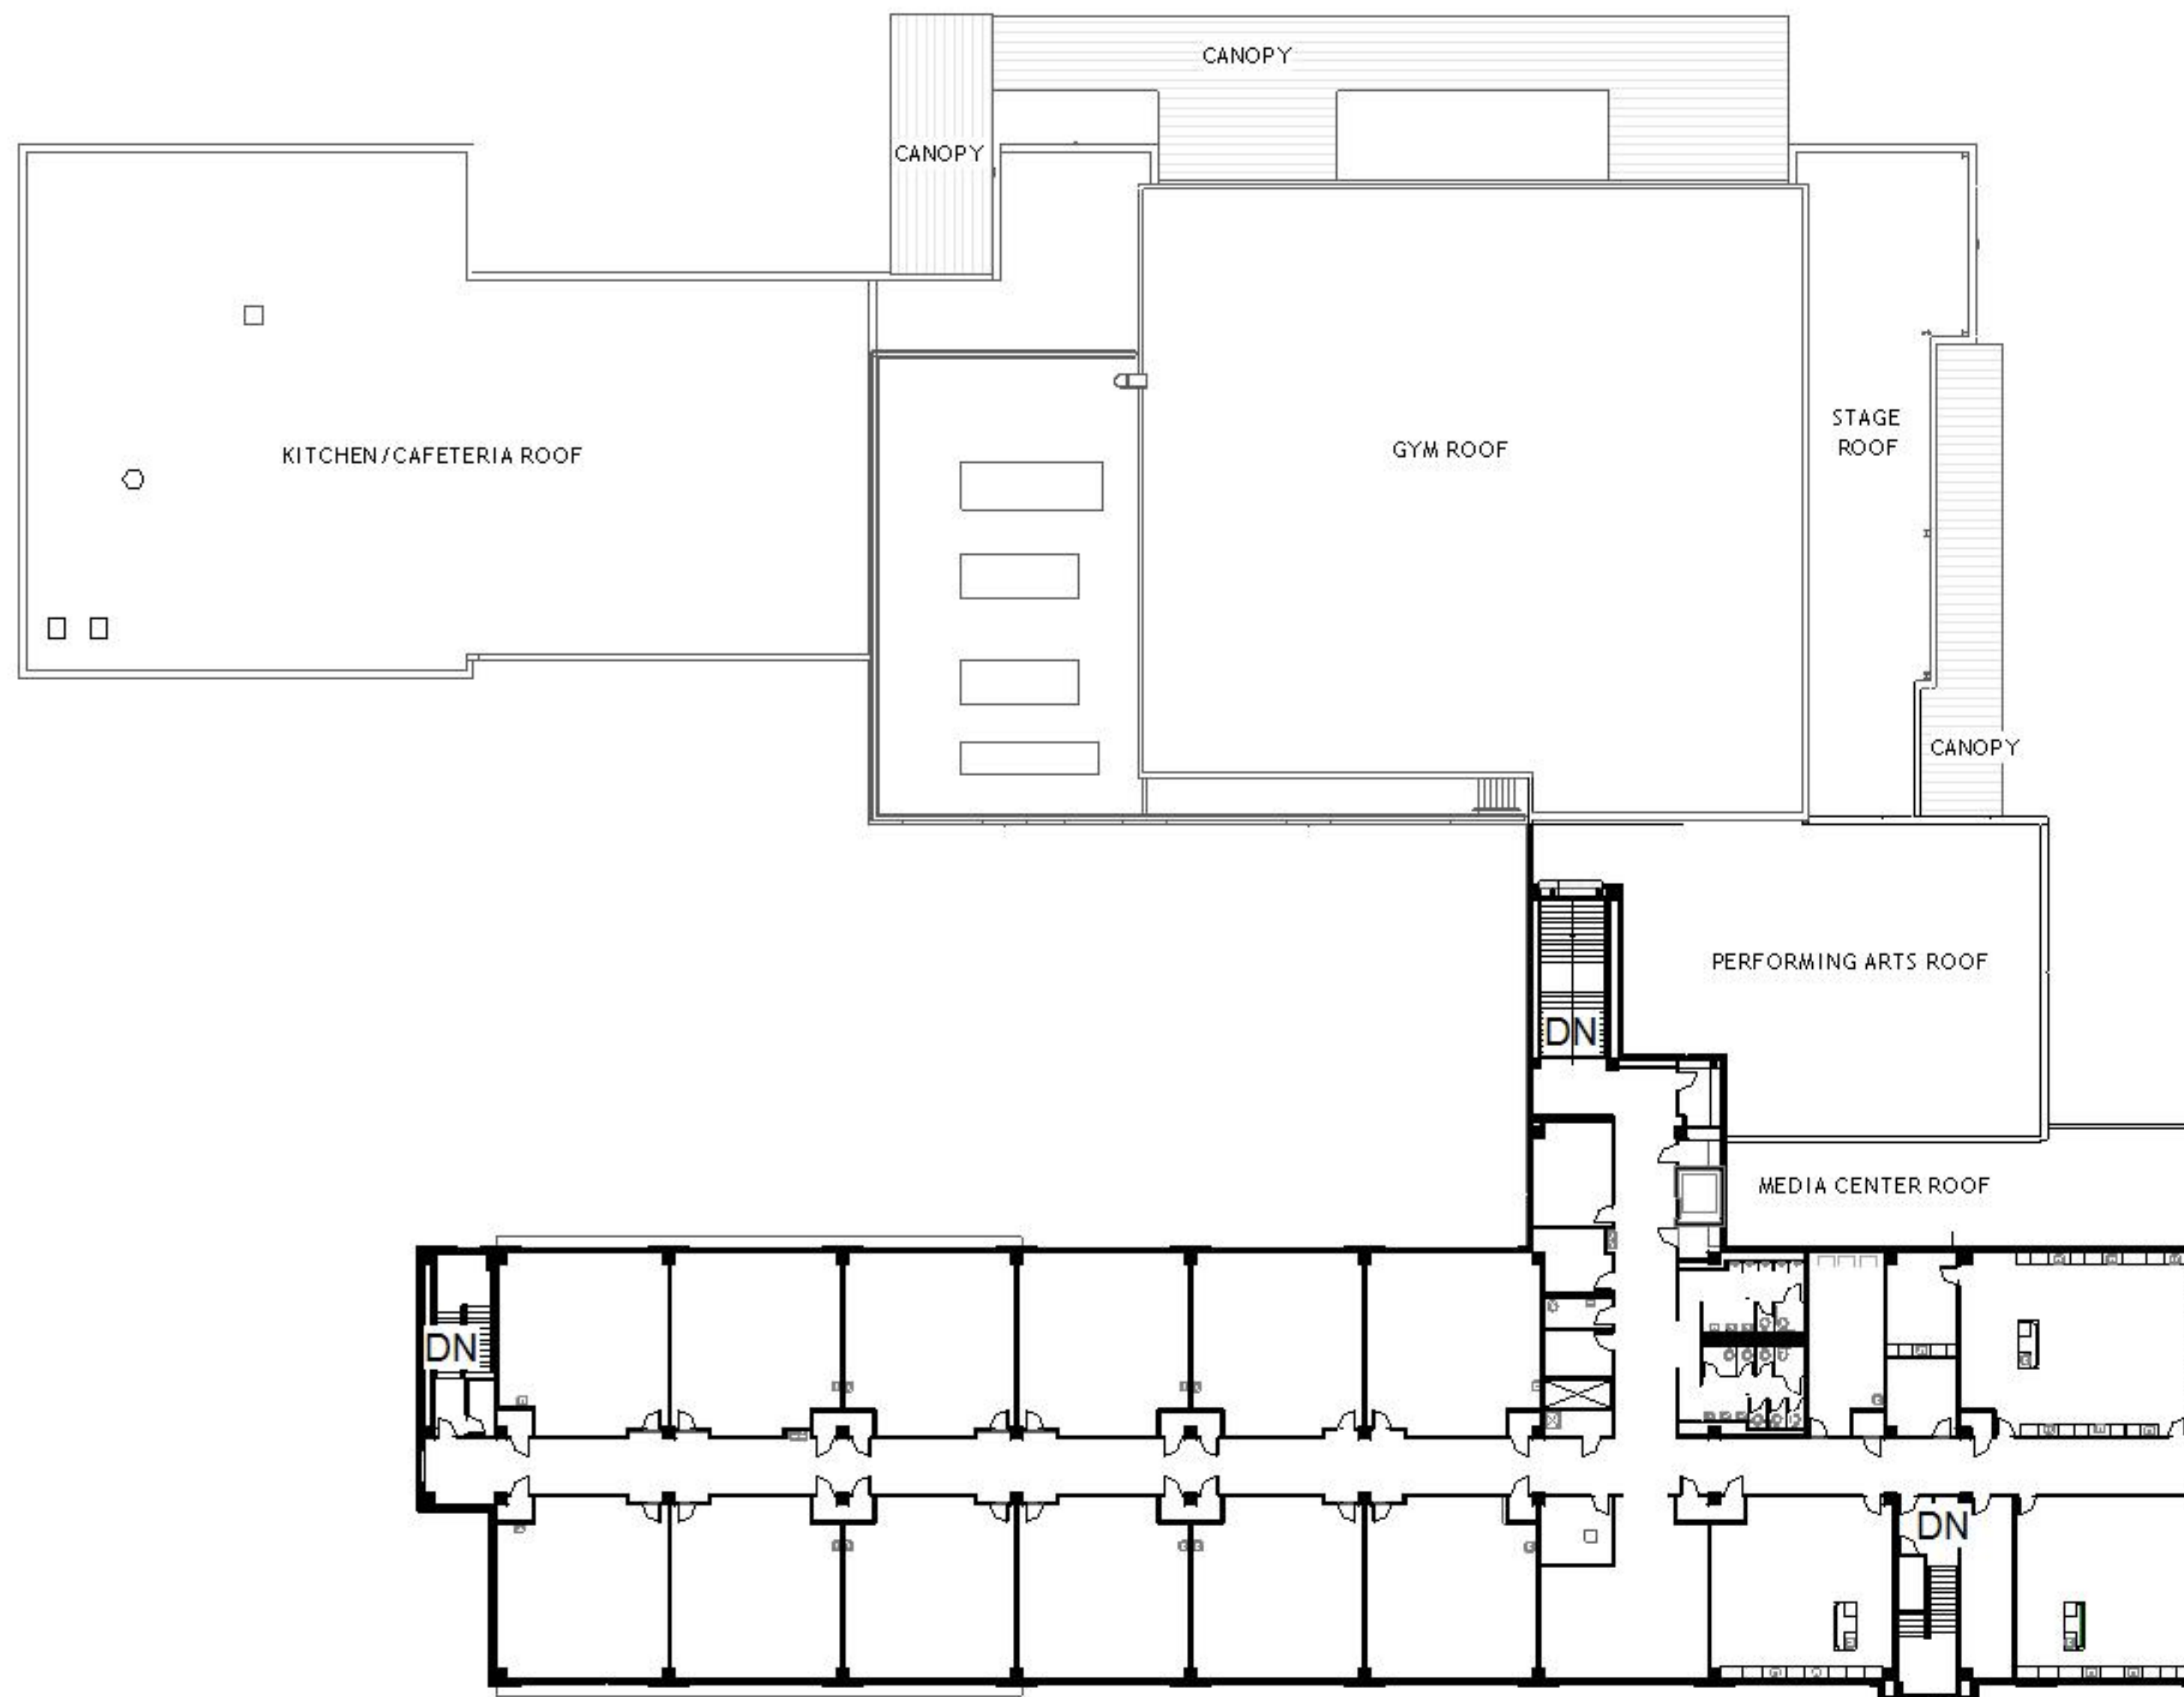 CANOPY
CANOPY
STAGE
ROOF
KITCHEN/CAFETERIA ROOF
GYM ROOF
CANOPY
PERFORMING ARTS ROOF
DN
MEDIA CENTER ROOF
DN
DN